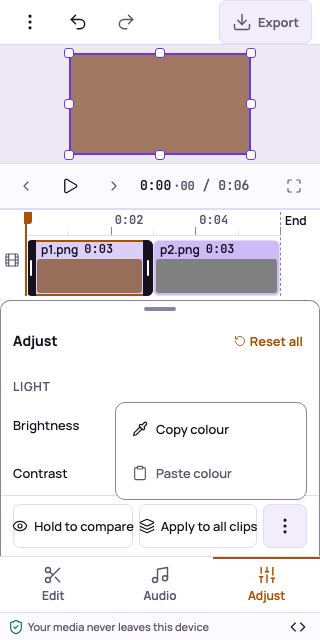 Export
0:00.00 / 0:06
0:02
0:04
End
p1.png 0:03
p2.png 0:03
Adjust
Reset all
LIGHT
Brightness
Copy colour
Contrast
Paste colour
Hold to compare
Apply to all clips
Edit
Audio
Adjust
Your media never leaves this device